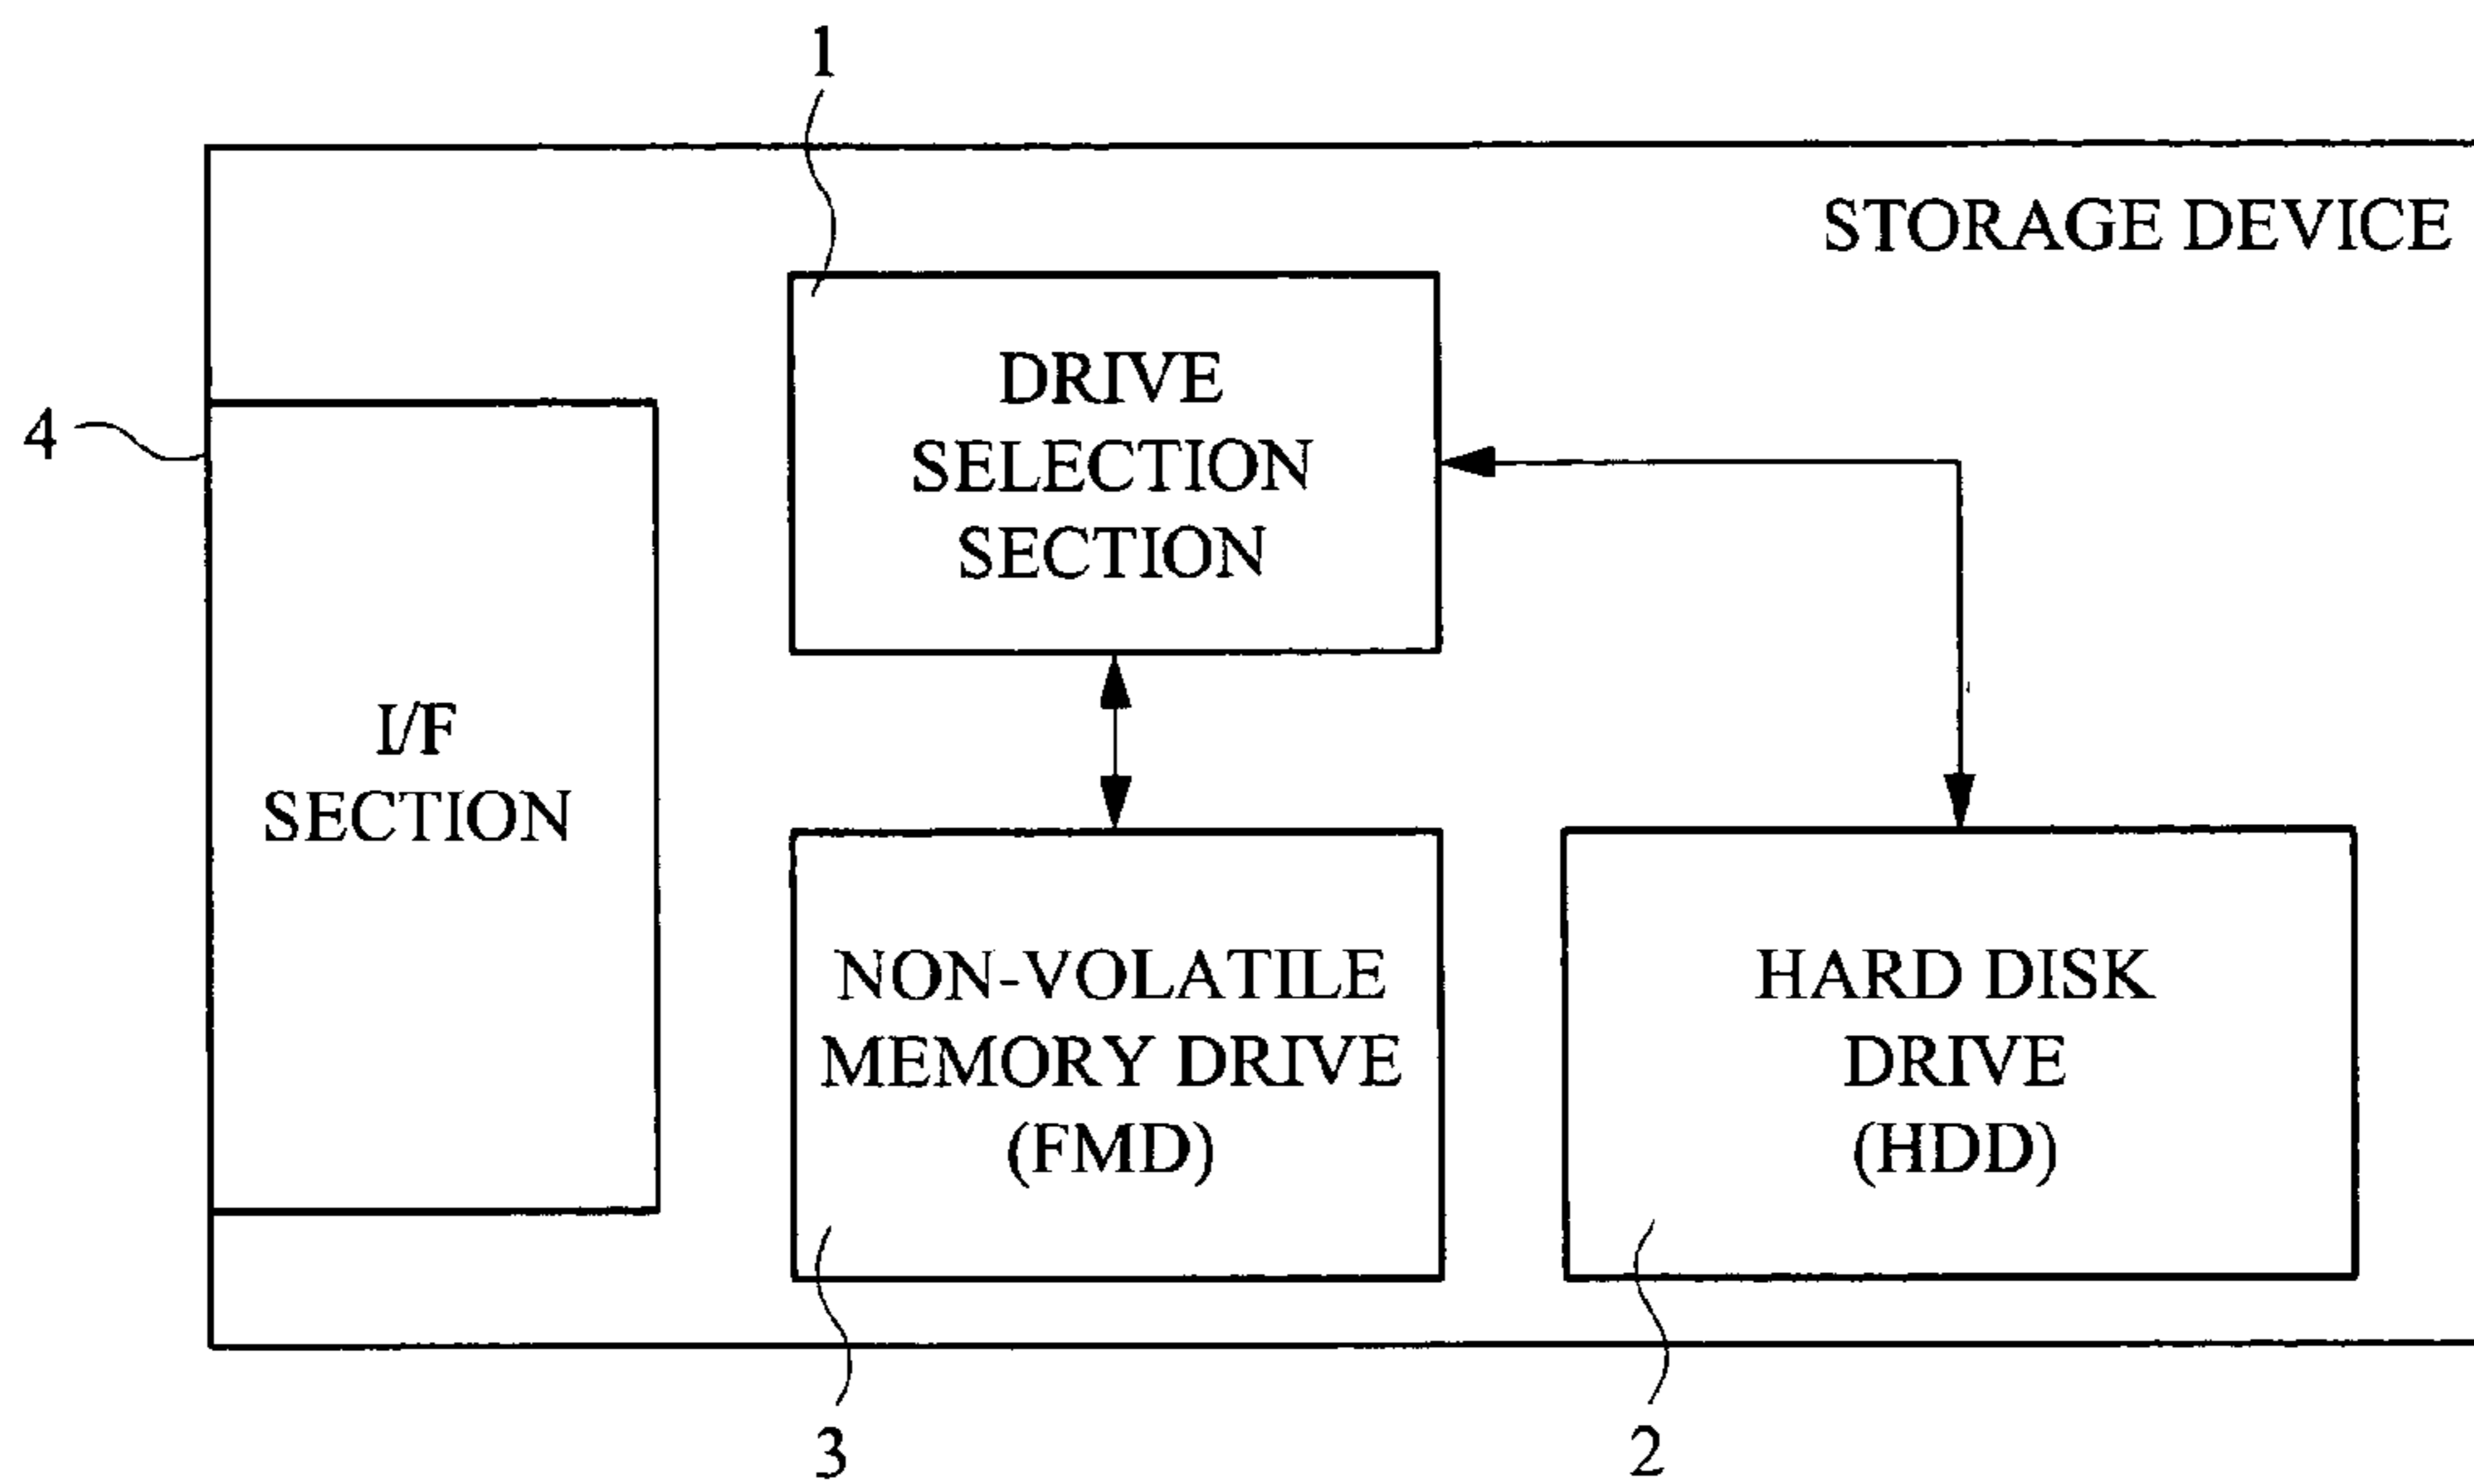 1
STORAGE DEVICE
DRIVE
SELECTION
SECTION
4
I/F
SECTION
NON-VOLATILE
MEMORY DRIVE
(FMD)
HARD DISK
DRIVE
(HDD)
3
2